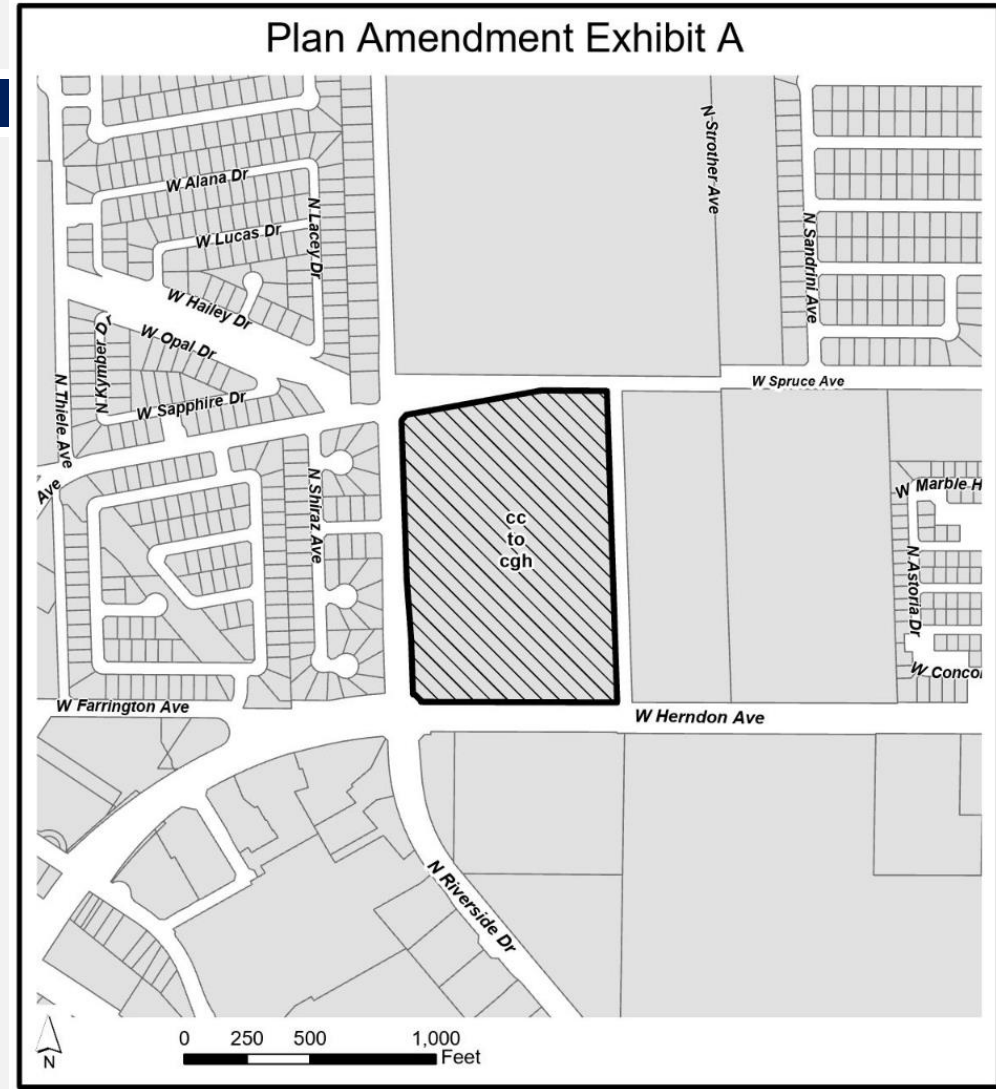 Plan Amendment Exhibit A
N Strother Ave
W Alana Dr
N Lacey Dr
W Lucas Dr
N Sandrini Ave
W Hailey Dr
W Opal Dr
N Kymber Dr
W Spruce Ave
N Thiele Ave
W Sapphire Dr
Ave
N Shiraz Ave
W Marble H
cc
to
cgh
N Astoria Dr
W Conco
W Farrington Ave
W Herndon Ave
N Riverside Dr
N
0 250 500 1,000
Feet